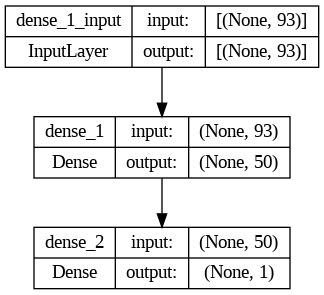 dense_1_input input: [(None, 93)]
InputLayer output: [(None, 93)]
dense_1 input: (None, 93)
Dense output: (None, 50)
dense_2 input: (None, 50)
Dense output: (None, 1)